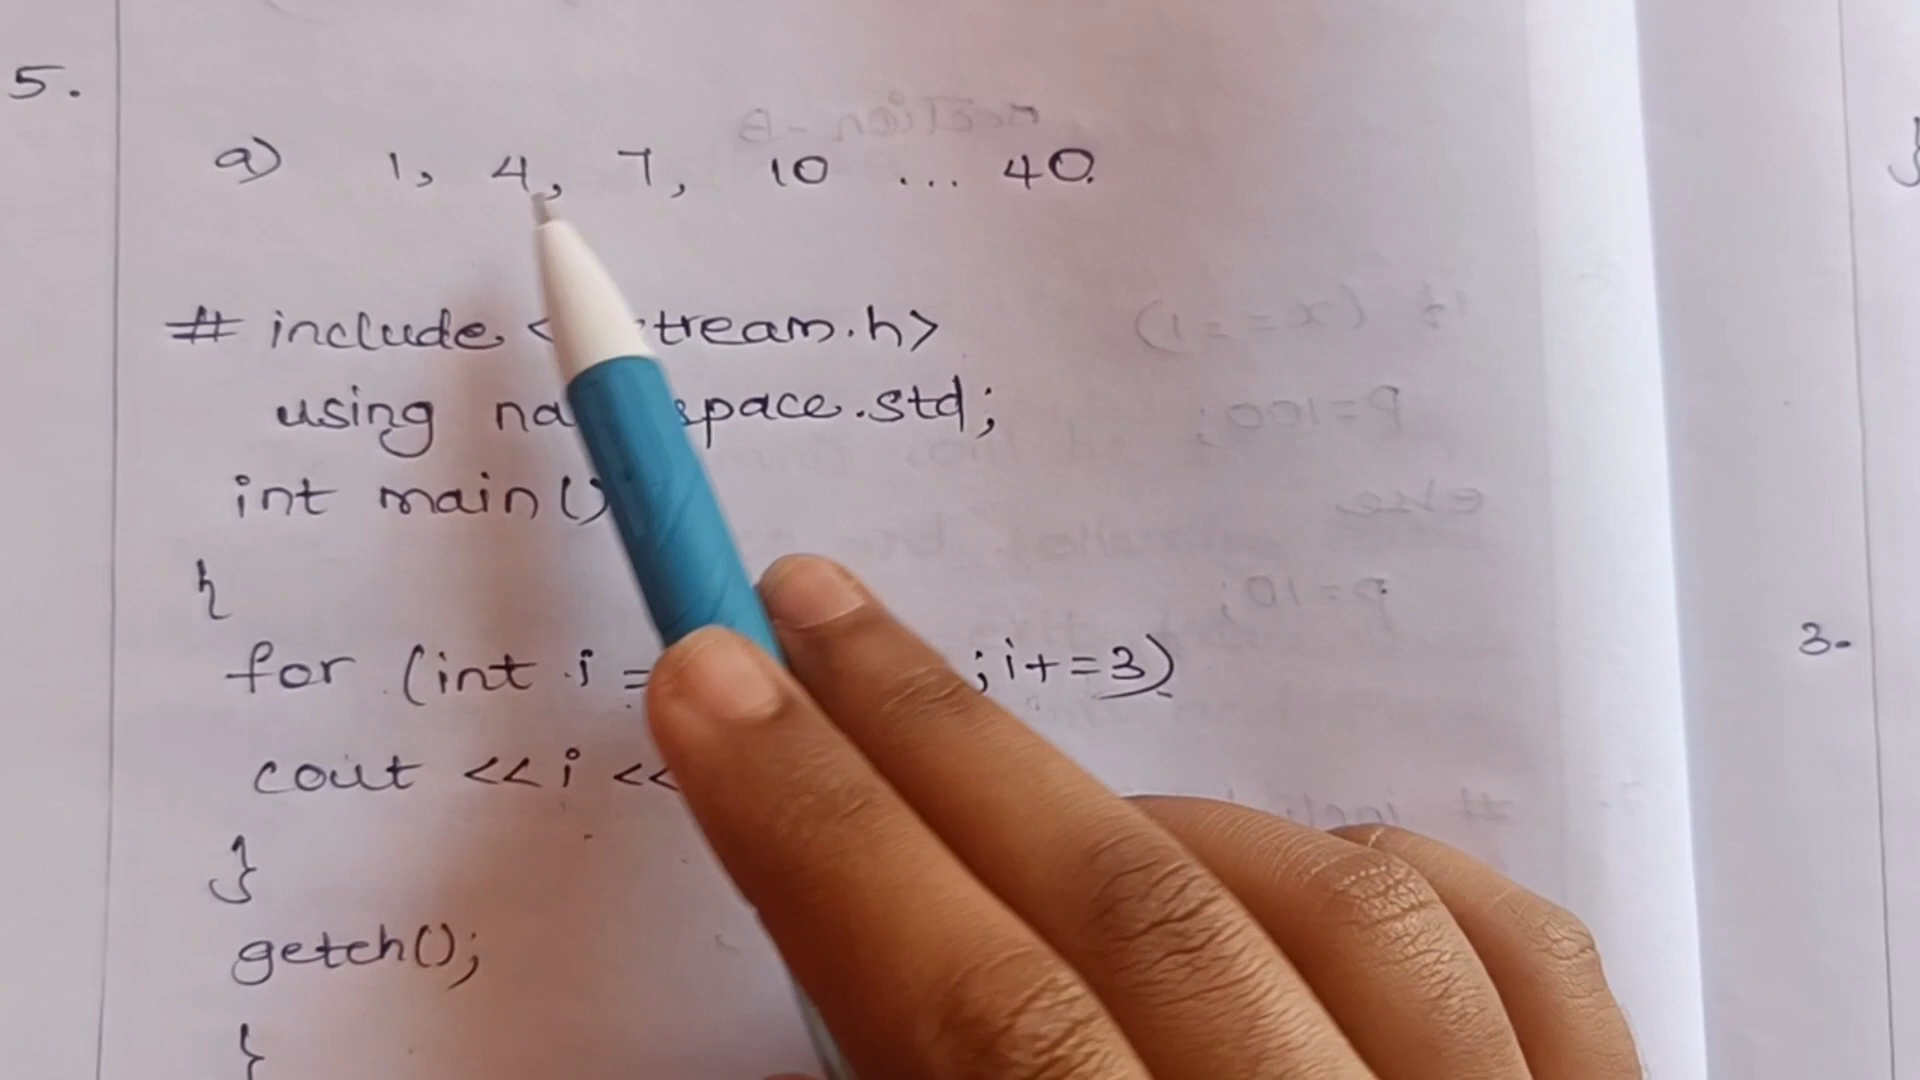 5.
a) 1, 4, 7, 10 ... 40.
# include < tream.h>
using na space.std;
int main()
{
for (int i = ;i+=3)
cout <<i <<
}
getch();
}
3.